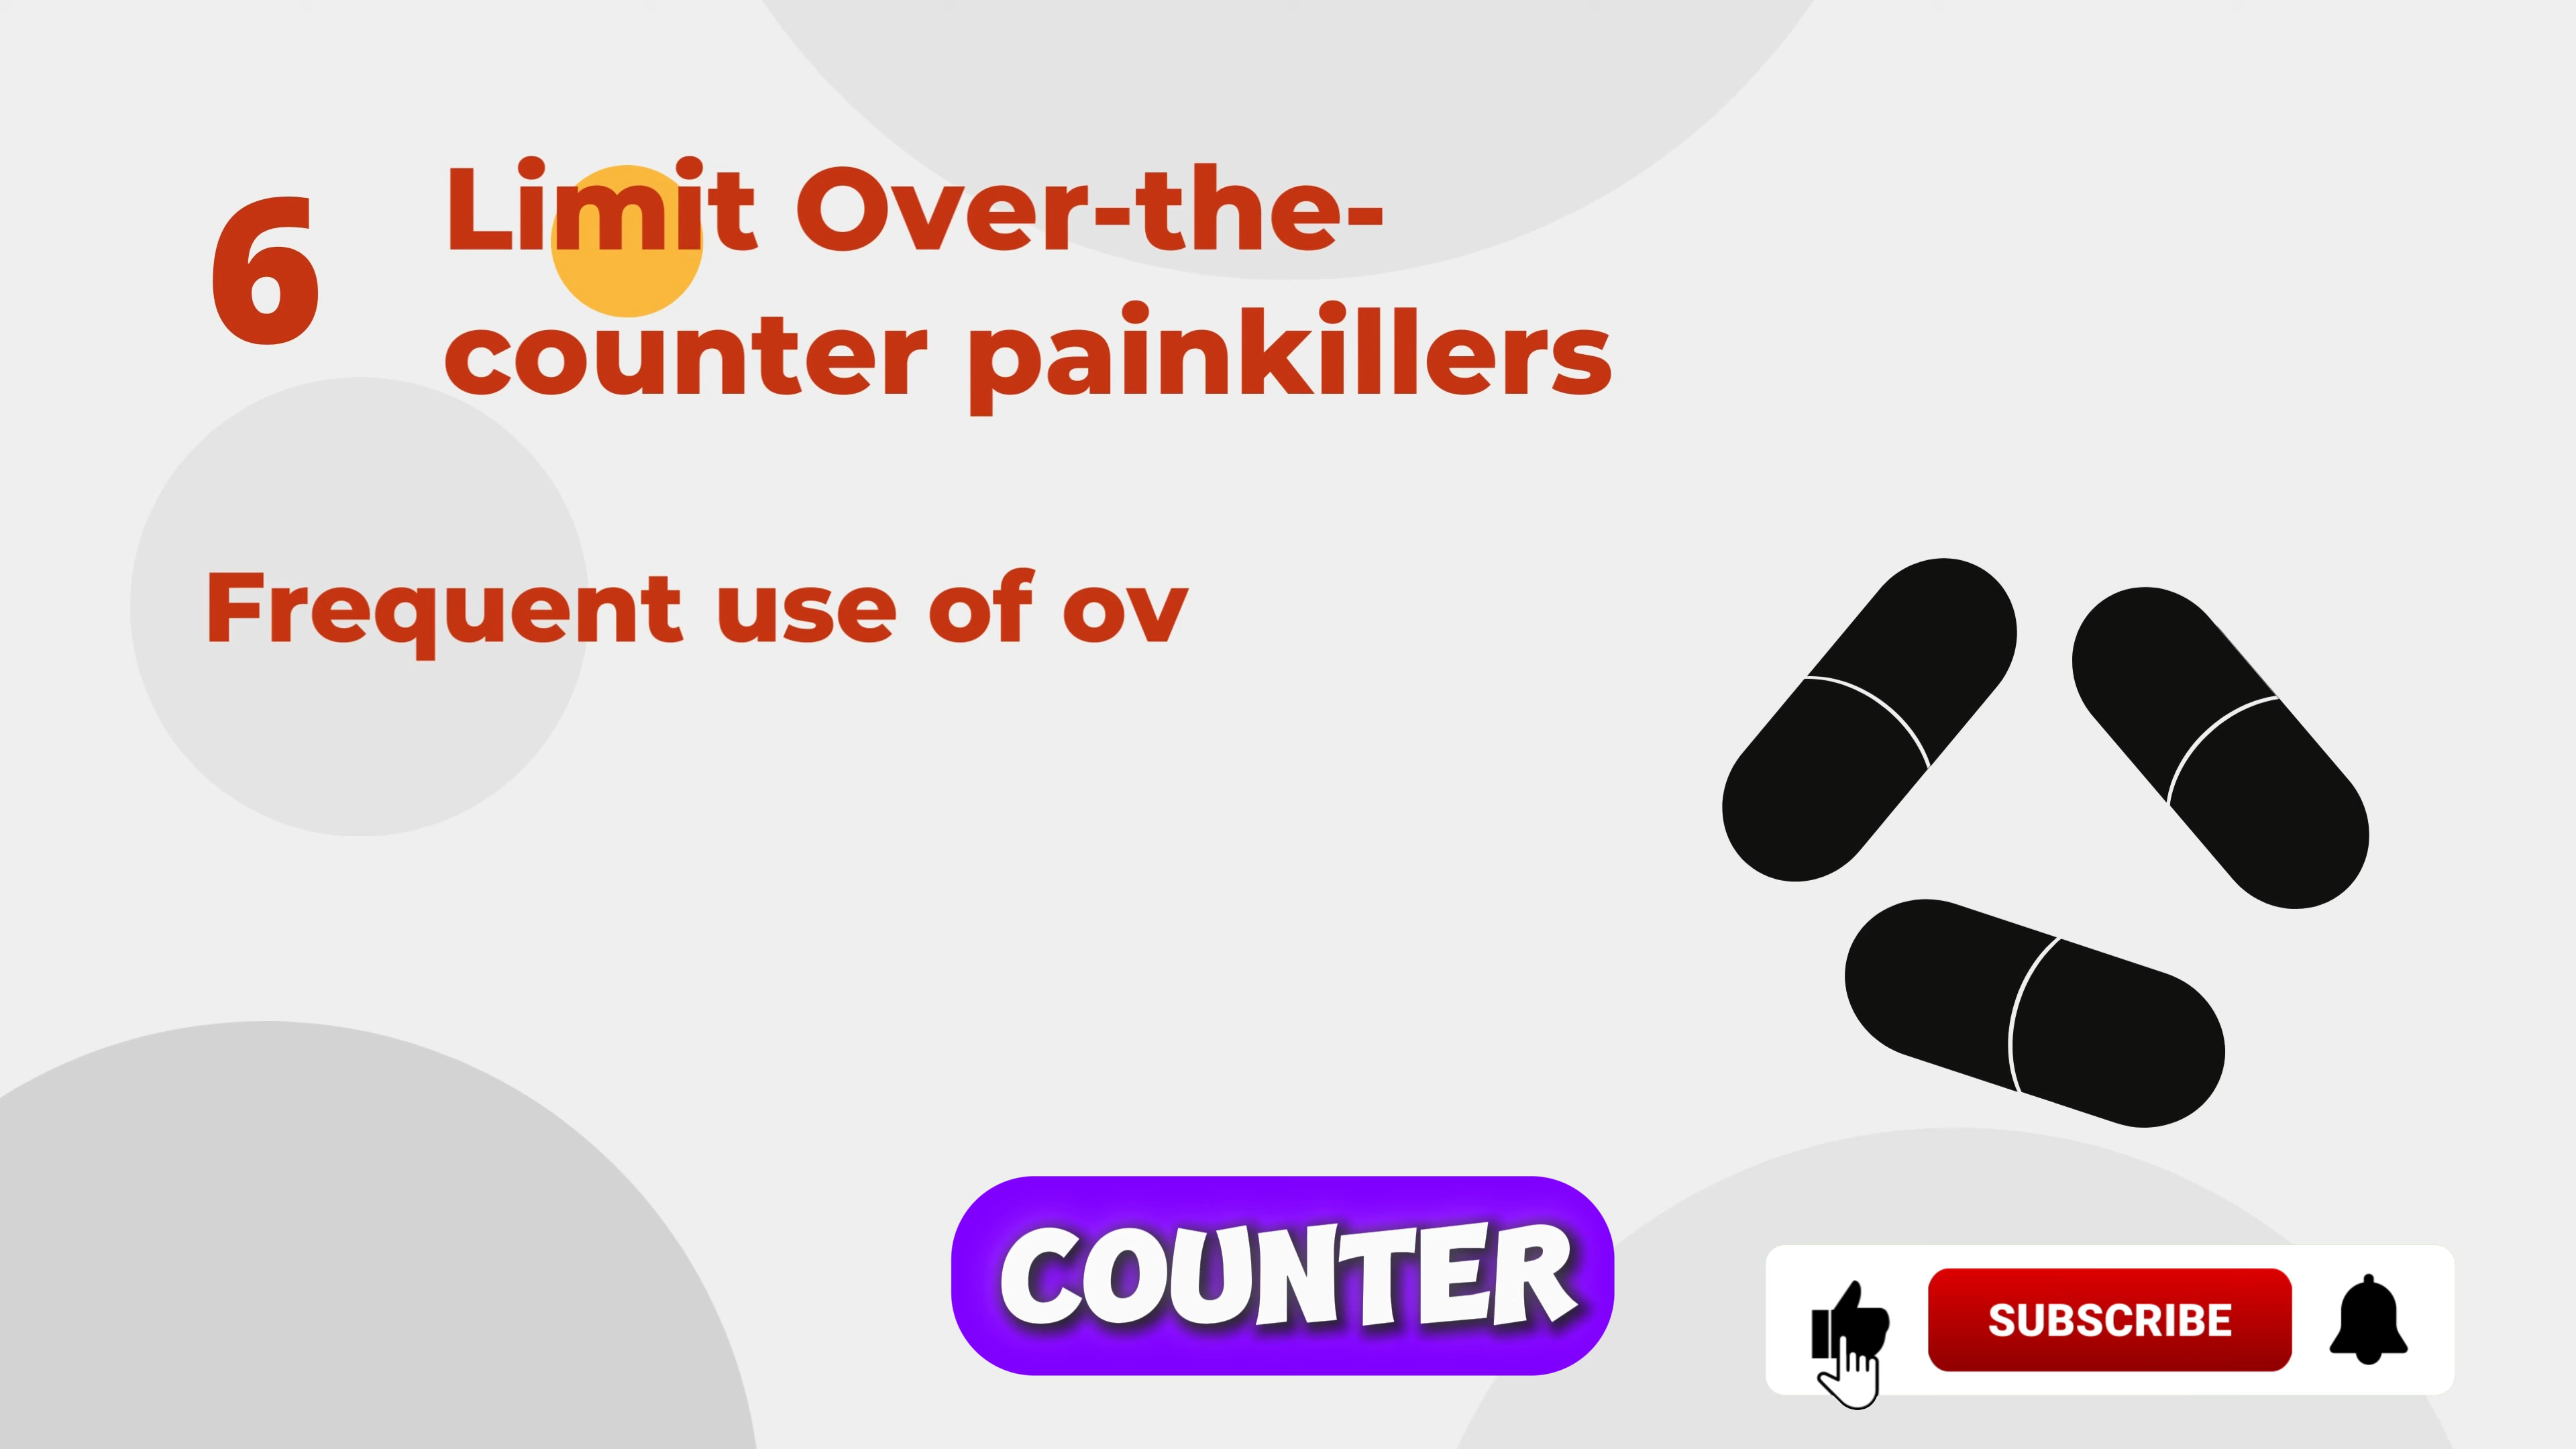 6
Limit Over-the-
counter painkillers
Frequent use of ov
COUNTER
SUBSCRIBE